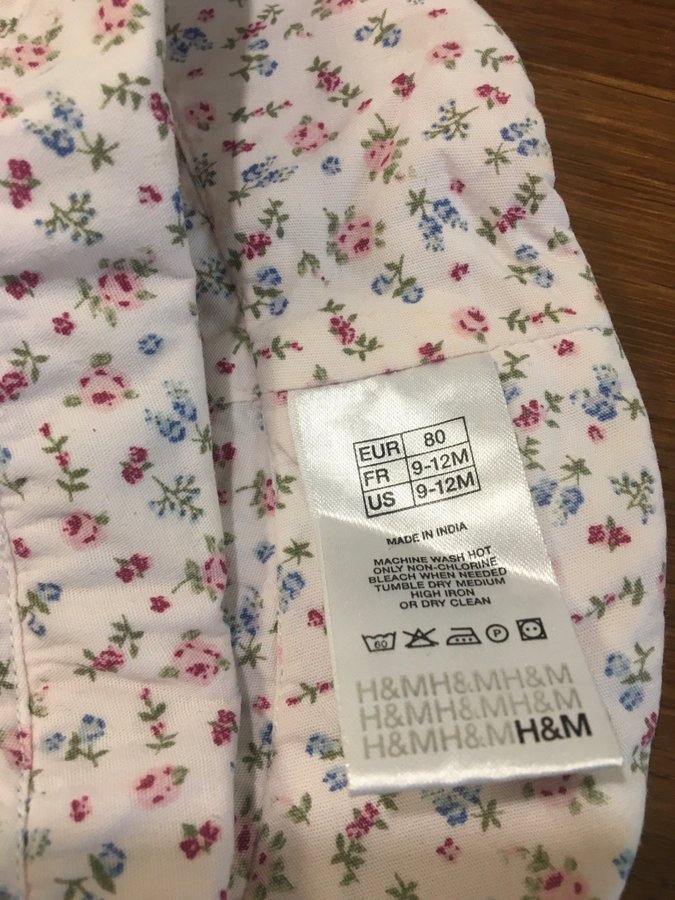 EUR 80
FR 9-12M
US 9-12M
MADE IN INDIA
MACHINE WASH HOT
ONLY NON-CHLORINE
BLEACH WHEN NEEDED
TUMBLE DRY MEDIUM
HIGH IRON
OR DRY CLEAN
60 P
H&MH&MH&M
H&MH&MH&M
H&MH&MH&M